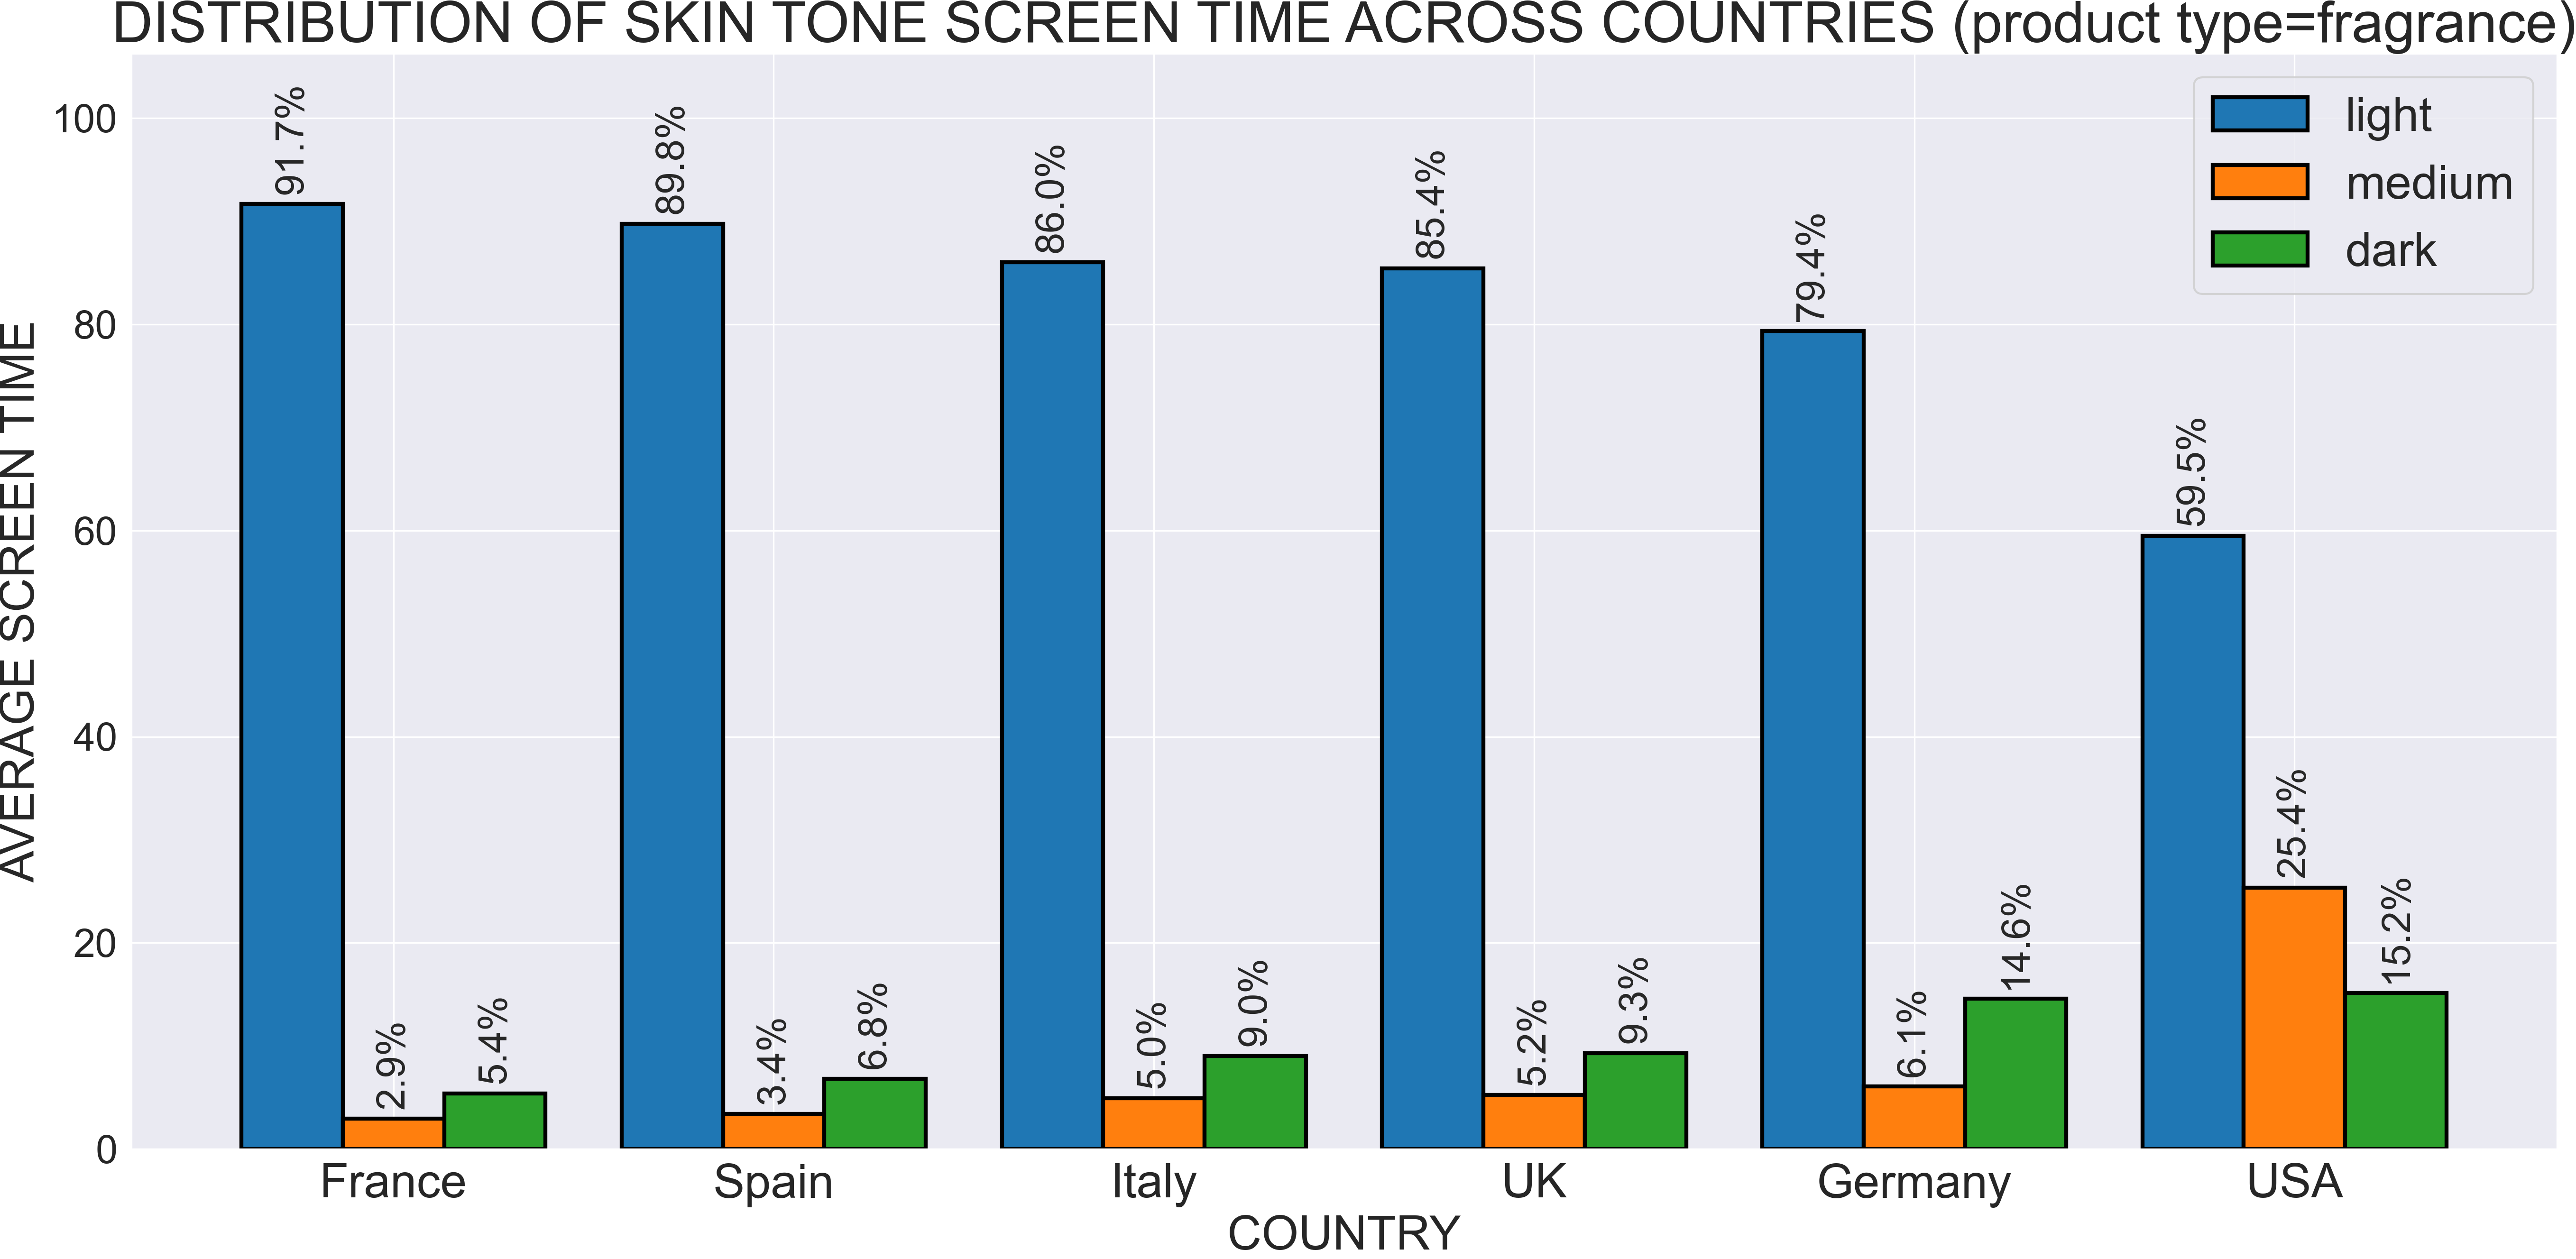 DISTRIBUTION OF SKIN TONE SCREEN TIME ACROSS COUNTRIES (product type=fragrance)
AVERAGE SCREEN TIME
100
80
60
40
20
0
light
medium
dark
91.7%
2.9%
5.4%
89.8%
3.4%
6.8%
86.0%
5.0%
9.0%
85.4%
5.2%
9.3%
79.4%
6.1%
14.6%
59.5%
25.4%
15.2%
France
Spain
Italy
UK
Germany
USA
COUNTRY